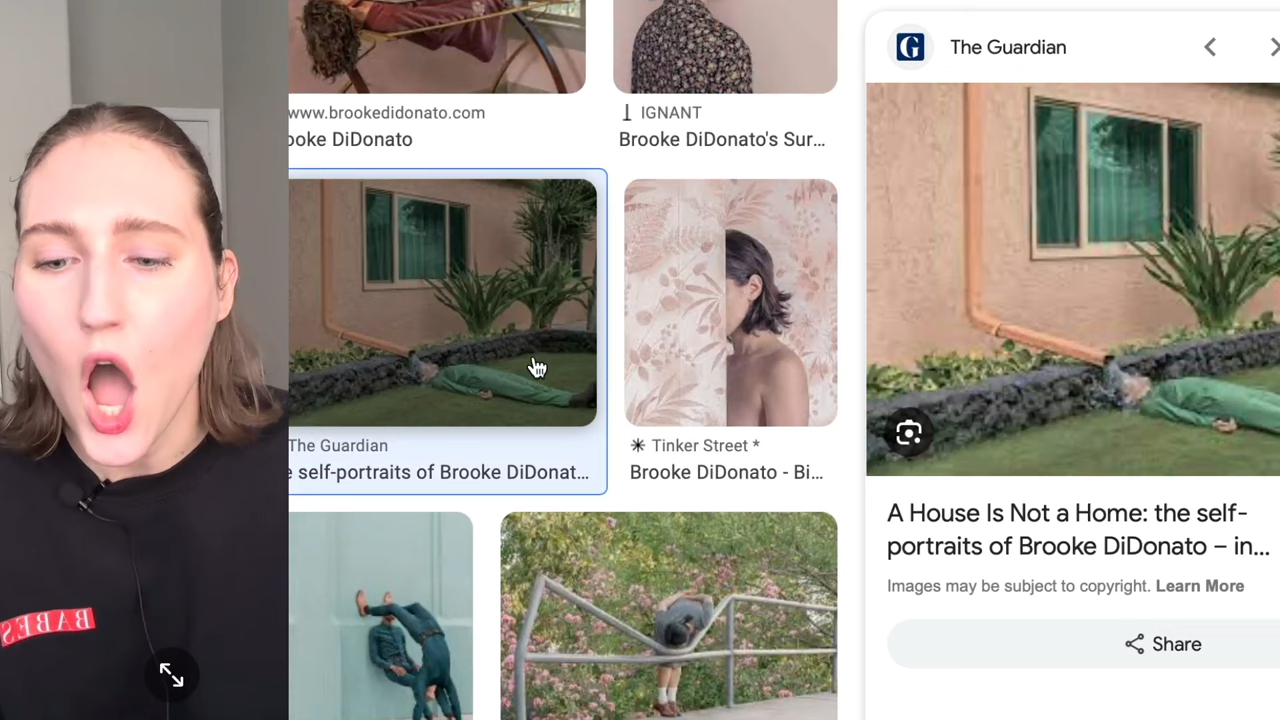 The Guardian
www.brookedidonato.com
ooke DiDonato
IGNANT
Brooke DiDonato's Sur...
The Guardian
e self-portraits of Brooke DiDonat...
Tinker Street *
Brooke DiDonato - Bi...
A House Is Not a Home: the self-
portraits of Brooke DiDonato – in...
Images may be subject to copyright. Learn More
Share
BABES